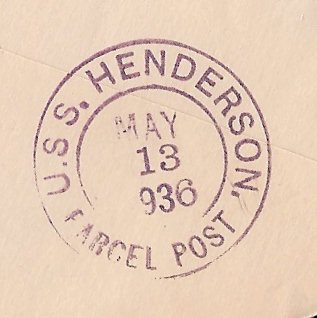 U.S.S. HENDERSON,
MAY
13
936
PARCEL POST